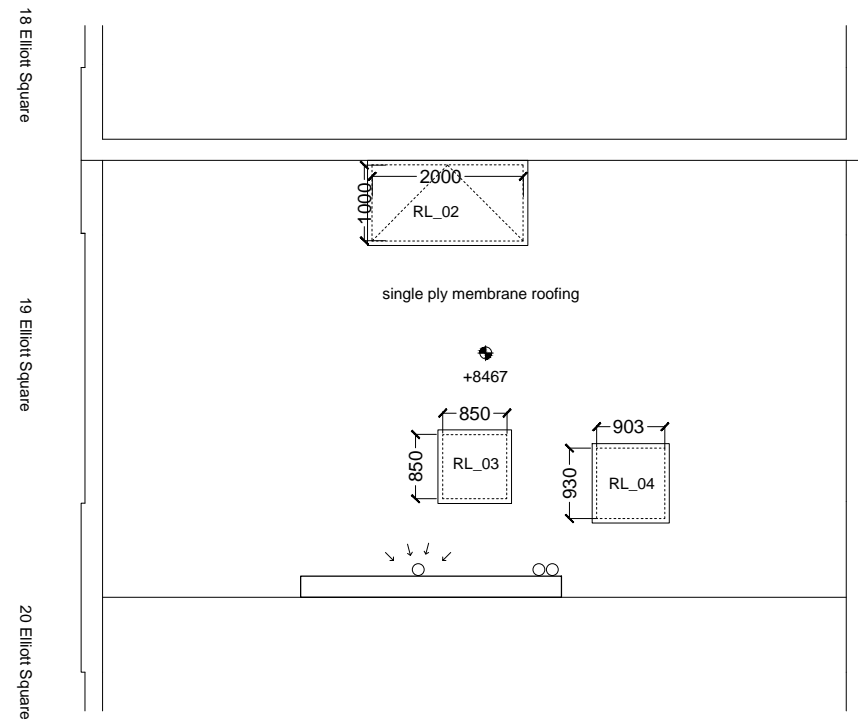 18 Elliott Square
2000
1000
RL_02
single ply membrane roofing
19 Elliott Square
+8467
850
903
850
RL_03
930
RL_04
20 Elliott Square